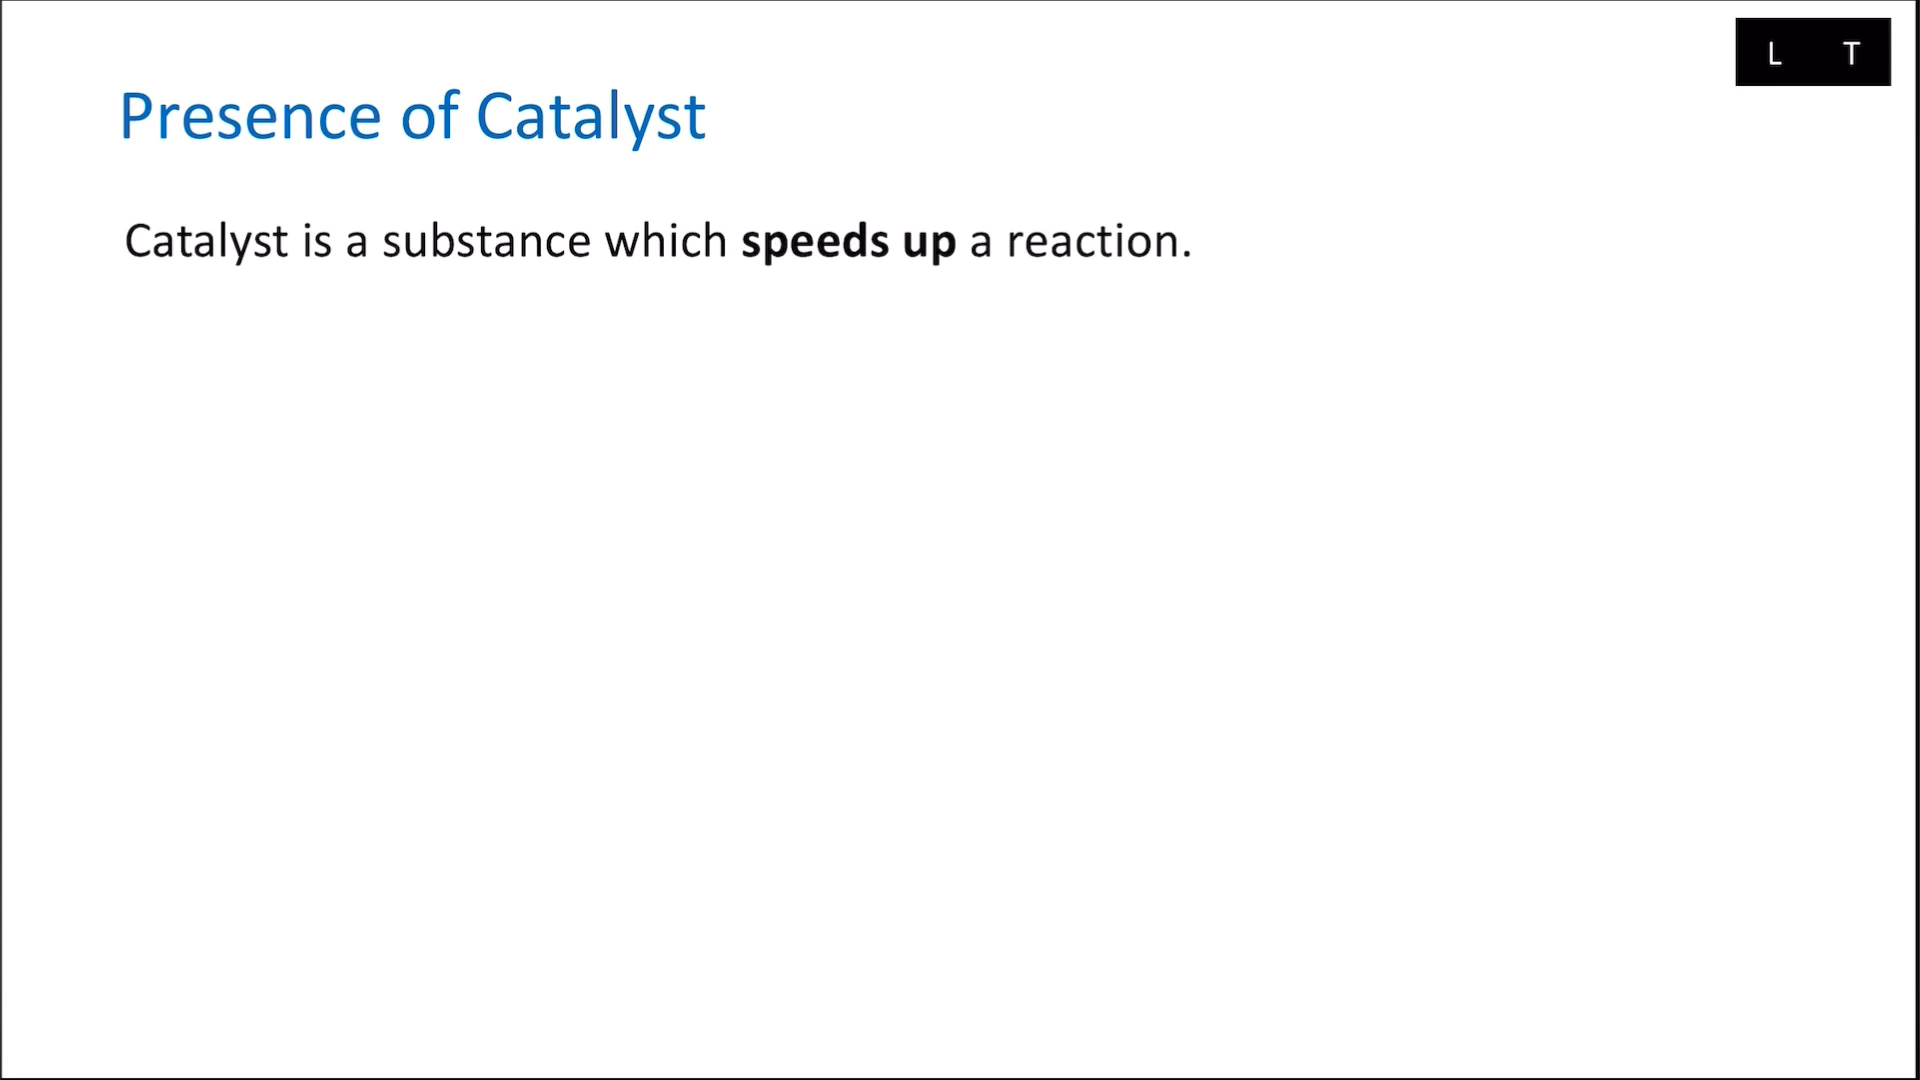 L T
Presence of Catalyst
Catalyst is a substance which speeds up a reaction.